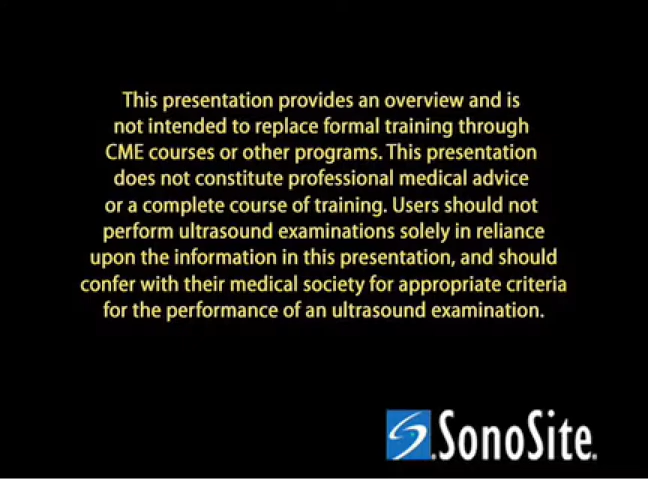 This presentation provides an overview and is
not intended to replace formal training through
CME courses or other programs. This presentation
does not constitute professional medical advice
or a complete course of training. Users should not
perform ultrasound examinations solely in reliance
upon the information in this presentation, and should
confer with their medical society for appropriate criteria
for the performance of an ultrasound examination.
SonoSite.